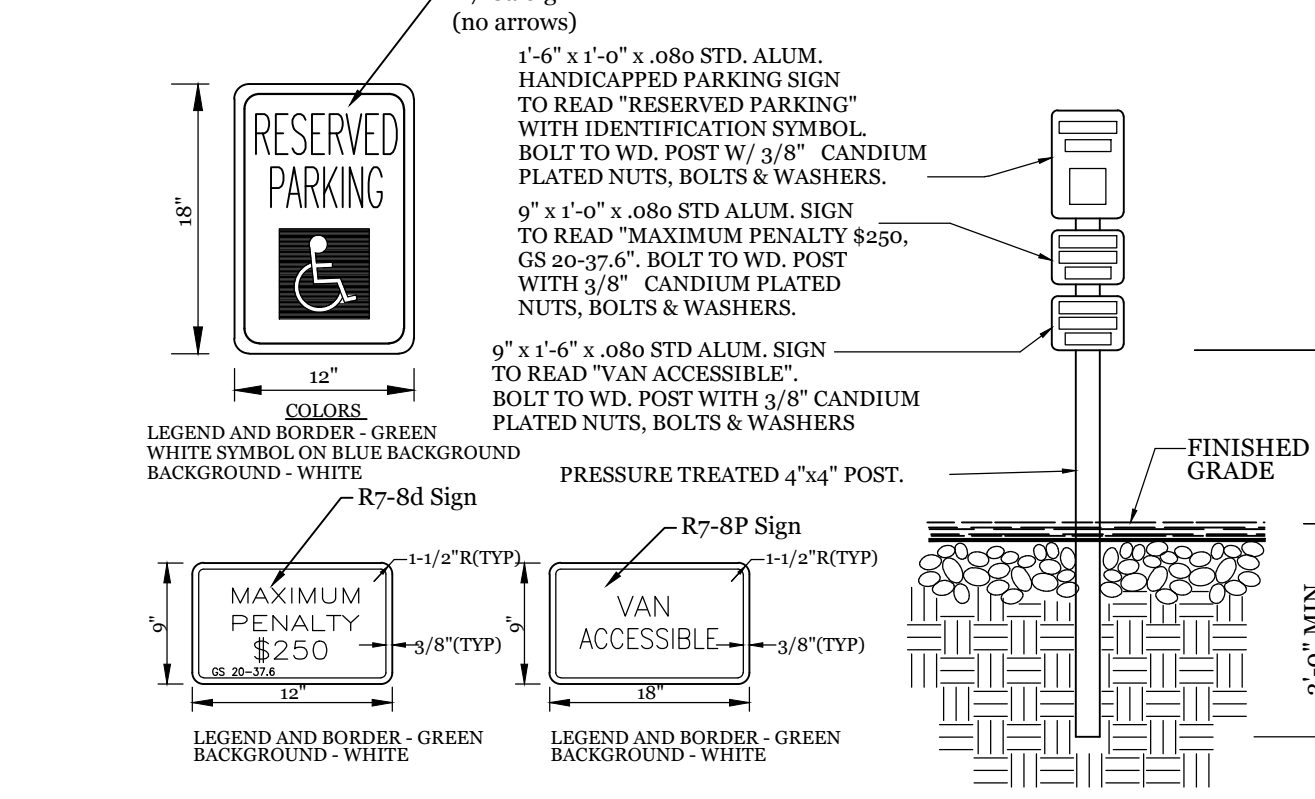 (no arrows)
1'-6" x 1'-0" x .080 STD. ALUM.
HANDICAPPED PARKING SIGN
TO READ "RESERVED PARKING"
WITH IDENTIFICATION SYMBOL.
BOLT TO WD. POST W/ 3/8" CANDIUM
PLATED NUTS, BOLTS & WASHERS.
RESERVED
PARKING
18"
12"
9" x 1'-0" x .080 STD ALUM. SIGN
TO READ "MAXIMUM PENALTY $250,
GS 20-37.6". BOLT TO WD. POST
WITH 3/8" CANDIUM PLATED
NUTS, BOLTS & WASHERS.
9" x 1'-6" x .080 STD ALUM. SIGN
TO READ "VAN ACCESSIBLE".
BOLT TO WD. POST WITH 3/8" CANDIUM
PLATED NUTS, BOLTS & WASHERS
COLORS
LEGEND AND BORDER - GREEN
WHITE SYMBOL ON BLUE BACKGROUND
BACKGROUND - WHITE
PRESSURE TREATED 4"x4" POST.
FINISHED
GRADE
R7-8d Sign
1-1/2"R(TYP)
MAXIMUM
PENALTY
$250
GS 20-37.6
9"
3/8"(TYP)
12"
LEGEND AND BORDER - GREEN
BACKGROUND - WHITE
R7-8P Sign
1-1/2"R(TYP)
VAN
ACCESSIBLE
9"
3/8"(TYP)
18"
LEGEND AND BORDER - GREEN
BACKGROUND - WHITE